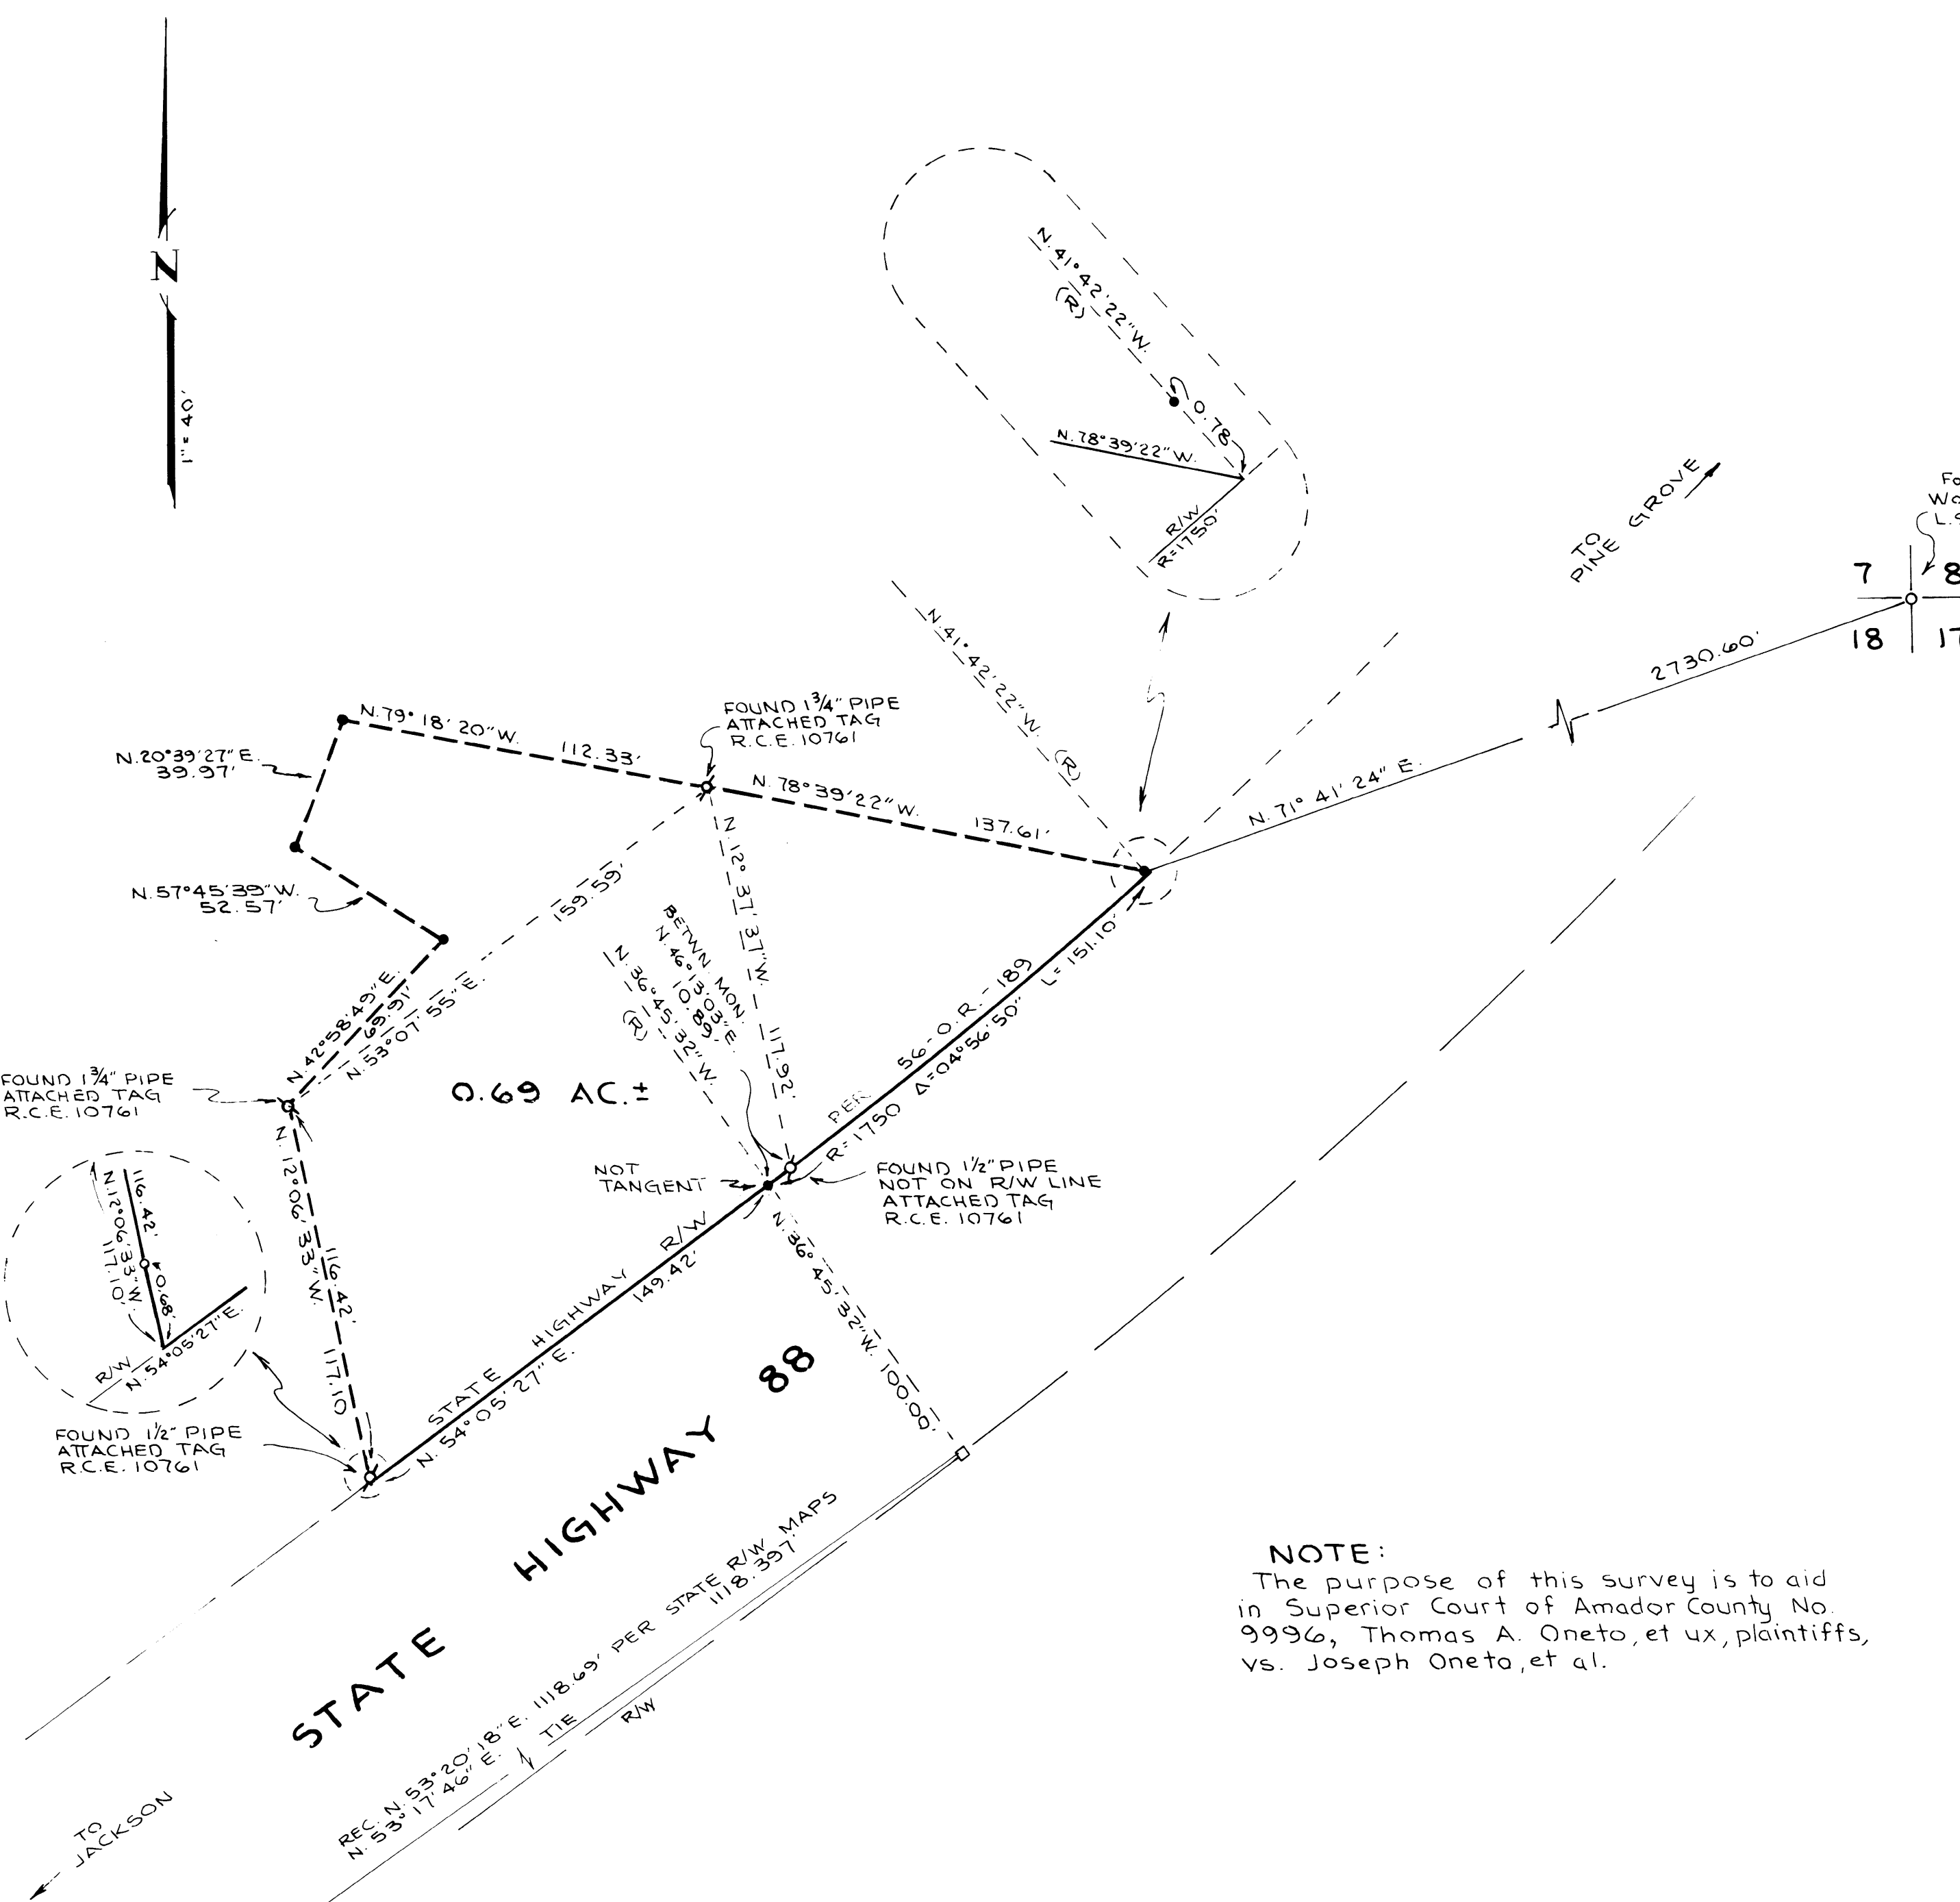 N
1" = 40'
N. 41° 42' 22" W.
(R)
0.78
N. 78° 39' 22" W.
R/W
R=1750'
TO
PINE GROVE
7
8
18
17
2730.60'
N. 71° 41' 24" E.
N. 41° 42' 22" W. (R)
FOUND 1 3/4" PIPE
ATTACHED TAG
R.C.E. 10761
N. 79° 18' 20" W. 112.33'
N. 78° 39' 22" W. 137.61'
N. 20° 39' 27" E.
39.97'
N. 57° 45' 39" W.
52.57'
N. 42° 58' 49" E.
69.91'
159.59'
N. 53° 07' 55" E.
N. 12° 37' 37" W. 117.92'
BETWN. MON.
N. 46° 13' 03" E.
10.89'
N. 36° 45' 32" W.
(R)
PER 56 - O.R. - 189
R= 1750 Δ=04° 56' 50" L= 151.10'
0.69 AC.±
FOUND 1 3/4" PIPE
ATTACHED TAG
R.C.E. 10761
NOT
TANGENT
FOUND 1 1/2" PIPE
NOT ON R/W LINE
ATTACHED TAG
R.C.E. 10761
116.42'
N. 12° 06' 33" W.
117.10'
0.68'
R/W
N. 54° 05' 27" E.
N. 12° 06' 33" W.
116.42'
117.10
FOUND 1 1/2" PIPE
ATTACHED TAG
R.C.E. 10761
STATE HIGHWAY R/W
149.42'
N. 54° 05' 27" E.
N. 36° 45' 32" W. 100.00'
STATE HIGHWAY 88
REC. N. 53° 20' 18" E. 1118.69' PER STATE R/W MAPS
N. 53° 17' 46" E. 1118.397'
TIE
R/W
TO
JACKSON
NOTE:
The purpose of this survey is to aid
in Superior Court of Amador County No.
9996, Thomas A. Oneto, et ux, plaintiffs,
vs. Joseph Oneto, et al.